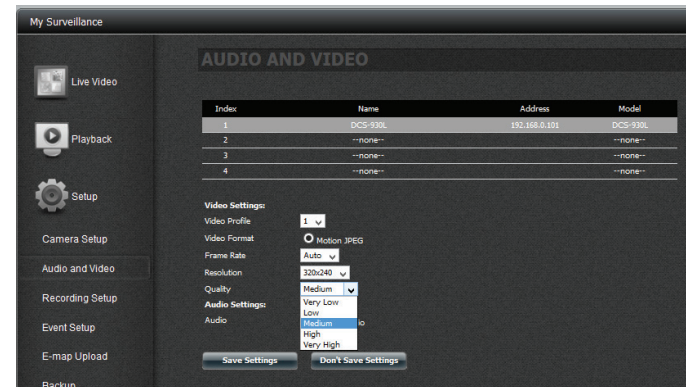 My Surveillance
AUDIO AND VIDEO
Live Video
Index Name Address Model
1 DCS-930L 192.168.0.101 DCS-930L
Playback
2 --none-- --none--
3 --none-- --none--
4 --none-- --none--
Setup
Video Settings:
Video Profile 1
Camera Setup
Video Format Motion JPEG
Frame Rate Auto
Audio and Video
Resolution 320x240
Quality Medium
Recording Setup
Audio Settings:
Very Low
Low
Audio
Medium io
Event Setup
High
Very High
E-map Upload
Save Settings Don't Save Settings
Backup